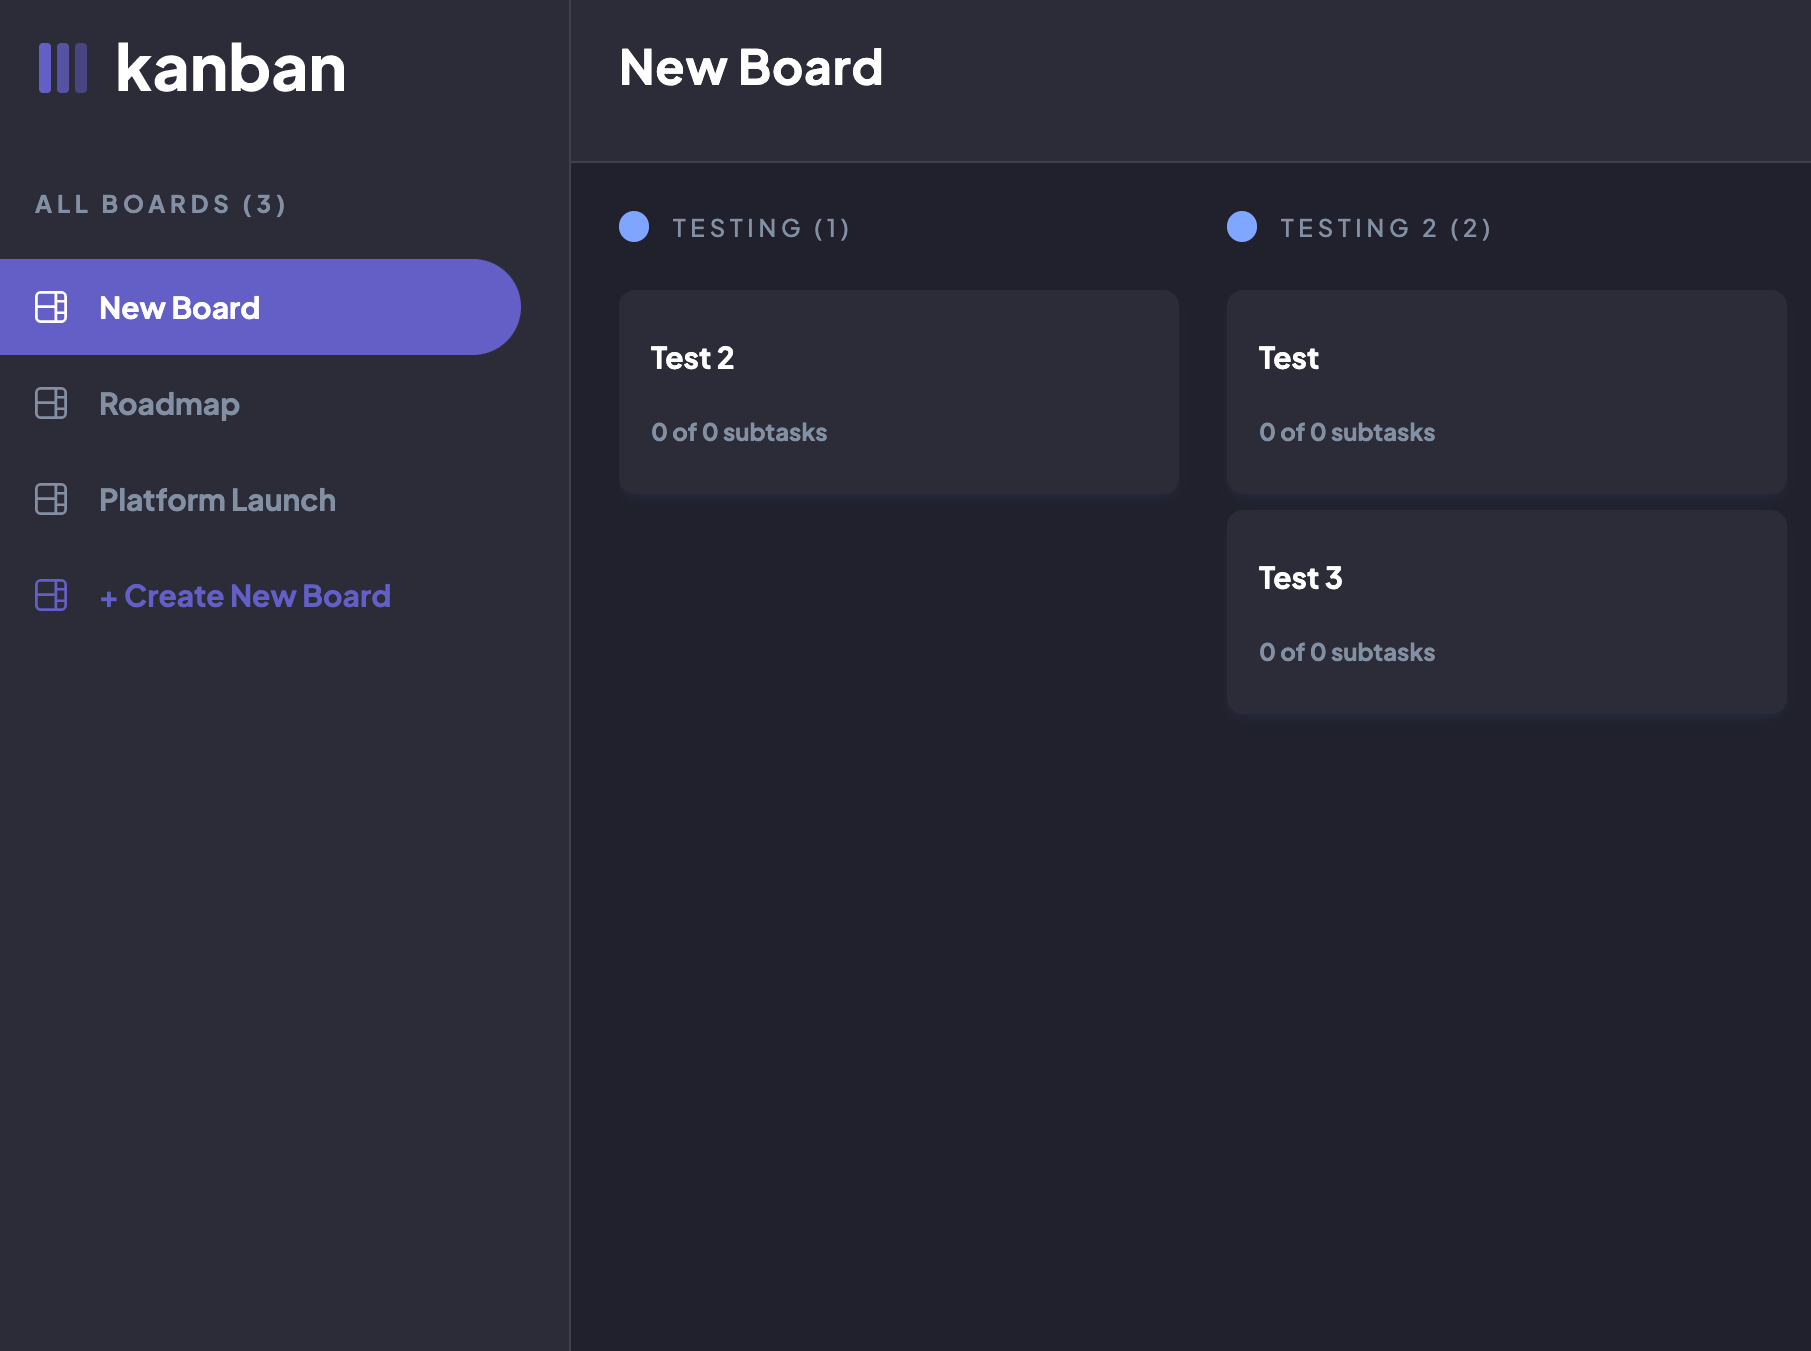 kanban
ALL BOARDS (3)
New Board
Roadmap
Platform Launch
+ Create New Board
New Board
TESTING (1)
Test 2
0 of 0 subtasks
TESTING 2 (2)
Test
0 of 0 subtasks
Test 3
0 of 0 subtasks